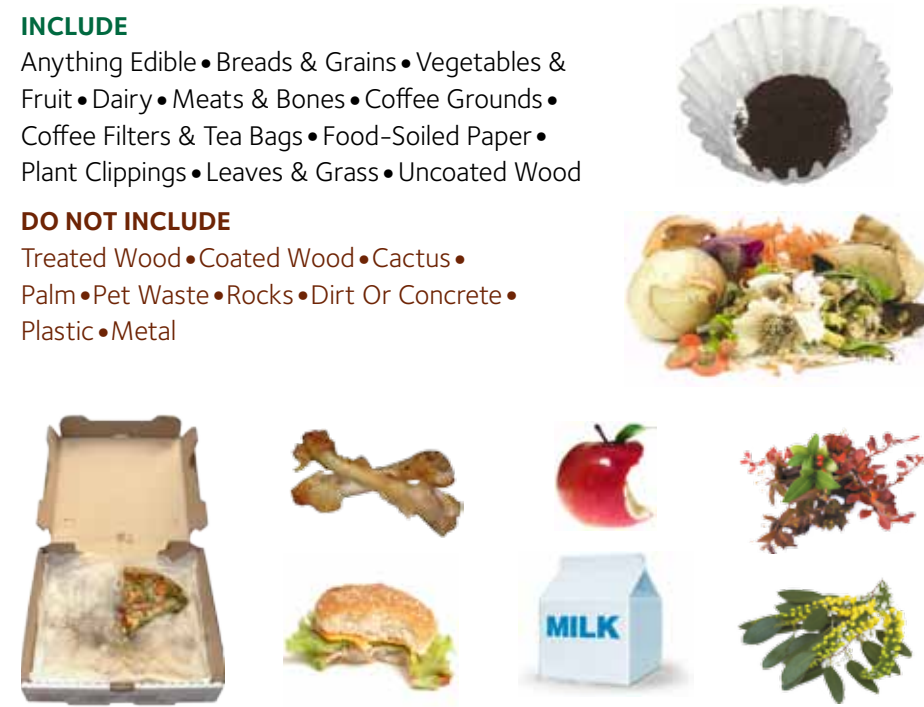 INCLUDE
Anything Edible • Breads & Grains • Vegetables &
Fruit • Dairy • Meats & Bones • Coffee Grounds •
Coffee Filters & Tea Bags • Food-Soiled Paper •
Plant Clippings • Leaves & Grass • Uncoated Wood
DO NOT INCLUDE
Treated Wood • Coated Wood • Cactus •
Palm • Pet Waste • Rocks • Dirt Or Concrete •
Plastic • Metal
MILK